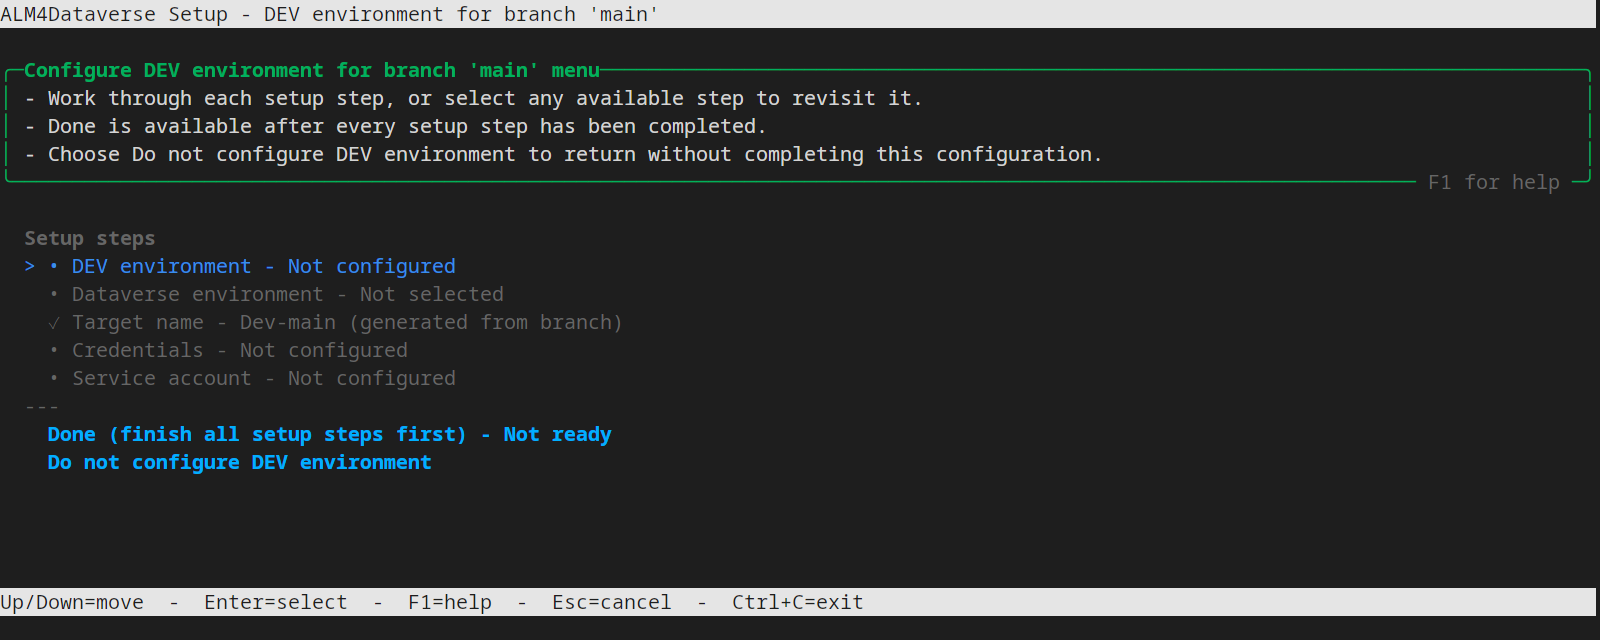 ALM4Dataverse Setup - DEV environment for branch 'main'
Configure DEV environment for branch 'main' menu
- Work through each setup step, or select any available step to revisit it.
- Done is available after every setup step has been completed.
- Choose Do not configure DEV environment to return without completing this configuration.
F1 for help
Setup steps
> • DEV environment - Not configured
• Dataverse environment - Not selected
✓ Target name - Dev-main (generated from branch)
• Credentials - Not configured
• Service account - Not configured
---
Done (finish all setup steps first) - Not ready
Do not configure DEV environment
Up/Down=move  -  Enter=select  -  F1=help  -  Esc=cancel  -  Ctrl+C=exit